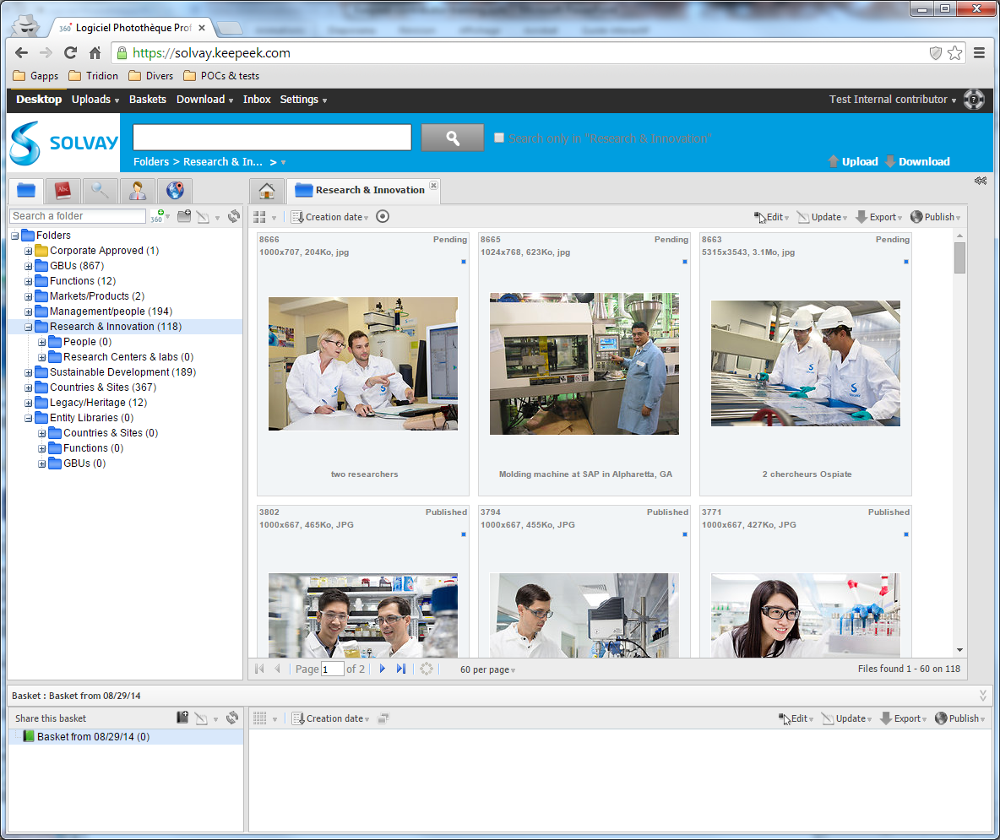 360° Logiciel Photothèque Prof
https://solvay.keepeek.com
Gapps Tridion Divers POCs & tests
Desktop Uploads Baskets Download Inbox Settings Test Internal contributor ?
SOLVAY
Search only in "Research & Innovation"
Folders > Research & In... >
Upload Download
Abc
Research & Innovation
Search a folder
360
Creation date
Edit Update Export Publish
Folders
Corporate Approved (1)
GBUs (867)
Functions (12)
Markets/Products (2)
Management/people (194)
Research & Innovation (118)
People (0)
Research Centers & labs (0)
Sustainable Development (189)
Countries & Sites (367)
Legacy/Heritage (12)
Entity Libraries (0)
Countries & Sites (0)
Functions (0)
GBUs (0)
8666 Pending
1000x707, 204Ko, jpg
two researchers
8665 Pending
1024x768, 623Ko, jpg
Molding machine at SAP in Alpharetta, GA
8663 Pending
5315x3543, 3.1Mo, jpg
SOLVAY
2 chercheurs Ospiate
3802 Published
1000x667, 465Ko, JPG
3794 Published
1000x667, 455Ko, JPG
3771 Published
1000x667, 427Ko, JPG
Page 1 of 2
60 per page
Files found 1 - 60 on 118
Basket : Basket from 08/29/14
Share this basket
Creation date
Edit Update Export Publish
Basket from 08/29/14 (0)